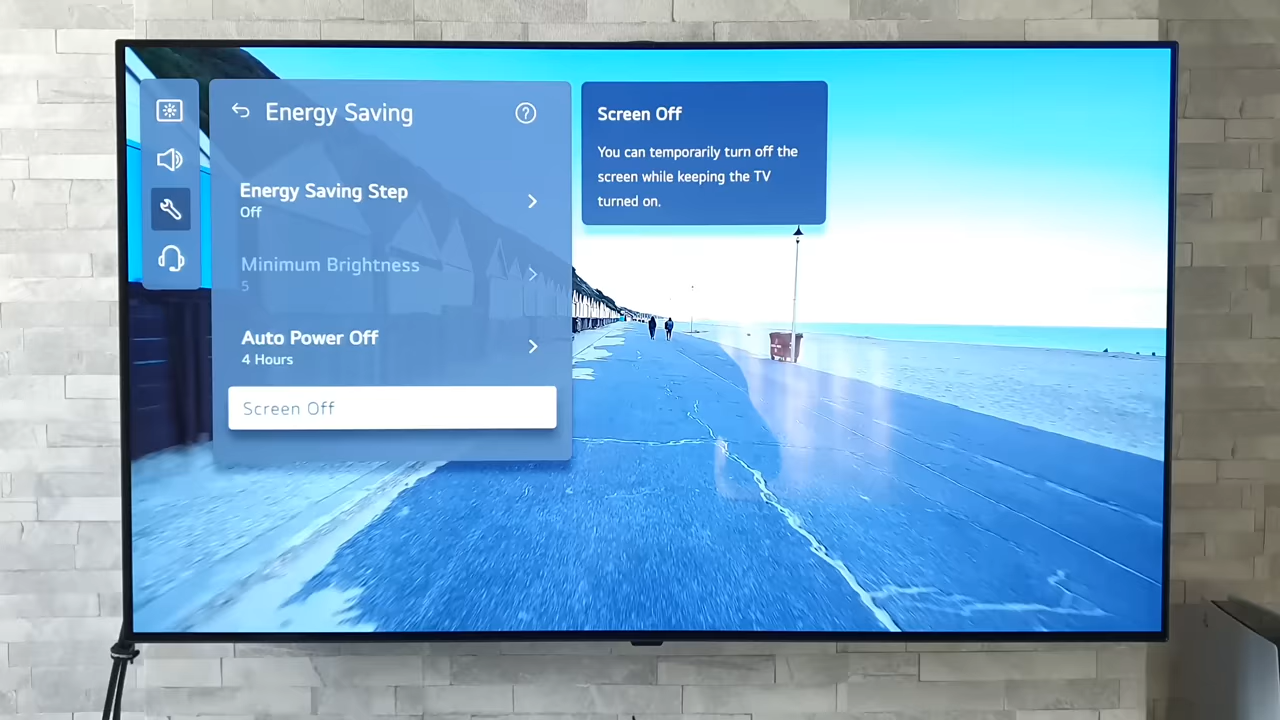 Energy Saving
?
Energy Saving Step
Off
Minimum Brightness
5
Auto Power Off
4 Hours
Screen Off
Screen Off
You can temporarily turn off the
screen while keeping the TV
turned on.